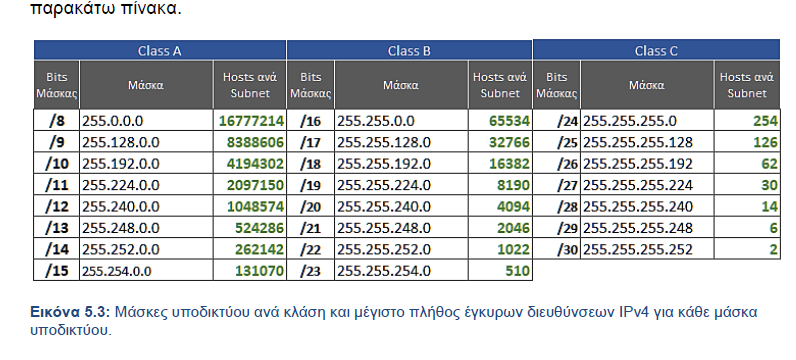 παρακάτω πίνακα.
Class A Class B Class C
Bits Μάσκας Μάσκα Hosts ανά Subnet Bits Μάσκας Μάσκα Hosts ανά Subnet Bits Μάσκας Μάσκα Hosts ανά Subnet
/8 255.0.0.0 16777214 /16 255.255.0.0 65534 /24 255.255.255.0 254
/9 255.128.0.0 8388606 /17 255.255.128.0 32766 /25 255.255.255.128 126
/10 255.192.0.0 4194302 /18 255.255.192.0 16382 /26 255.255.255.192 62
/11 255.224.0.0 2097150 /19 255.255.224.0 8190 /27 255.255.255.224 30
/12 255.240.0.0 1048574 /20 255.255.240.0 4094 /28 255.255.255.240 14
/13 255.248.0.0 524286 /21 255.255.248.0 2046 /29 255.255.255.248 6
/14 255.252.0.0 262142 /22 255.255.252.0 1022 /30 255.255.255.252 2
/15 255.254.0.0 131070 /23 255.255.254.0 510
Εικόνα 5.3: Μάσκες υποδικτύου ανά κλάση και μέγιστο πλήθος έγκυρων διευθύνσεων IPv4 για κάθε μάσκα
υποδικτύου.